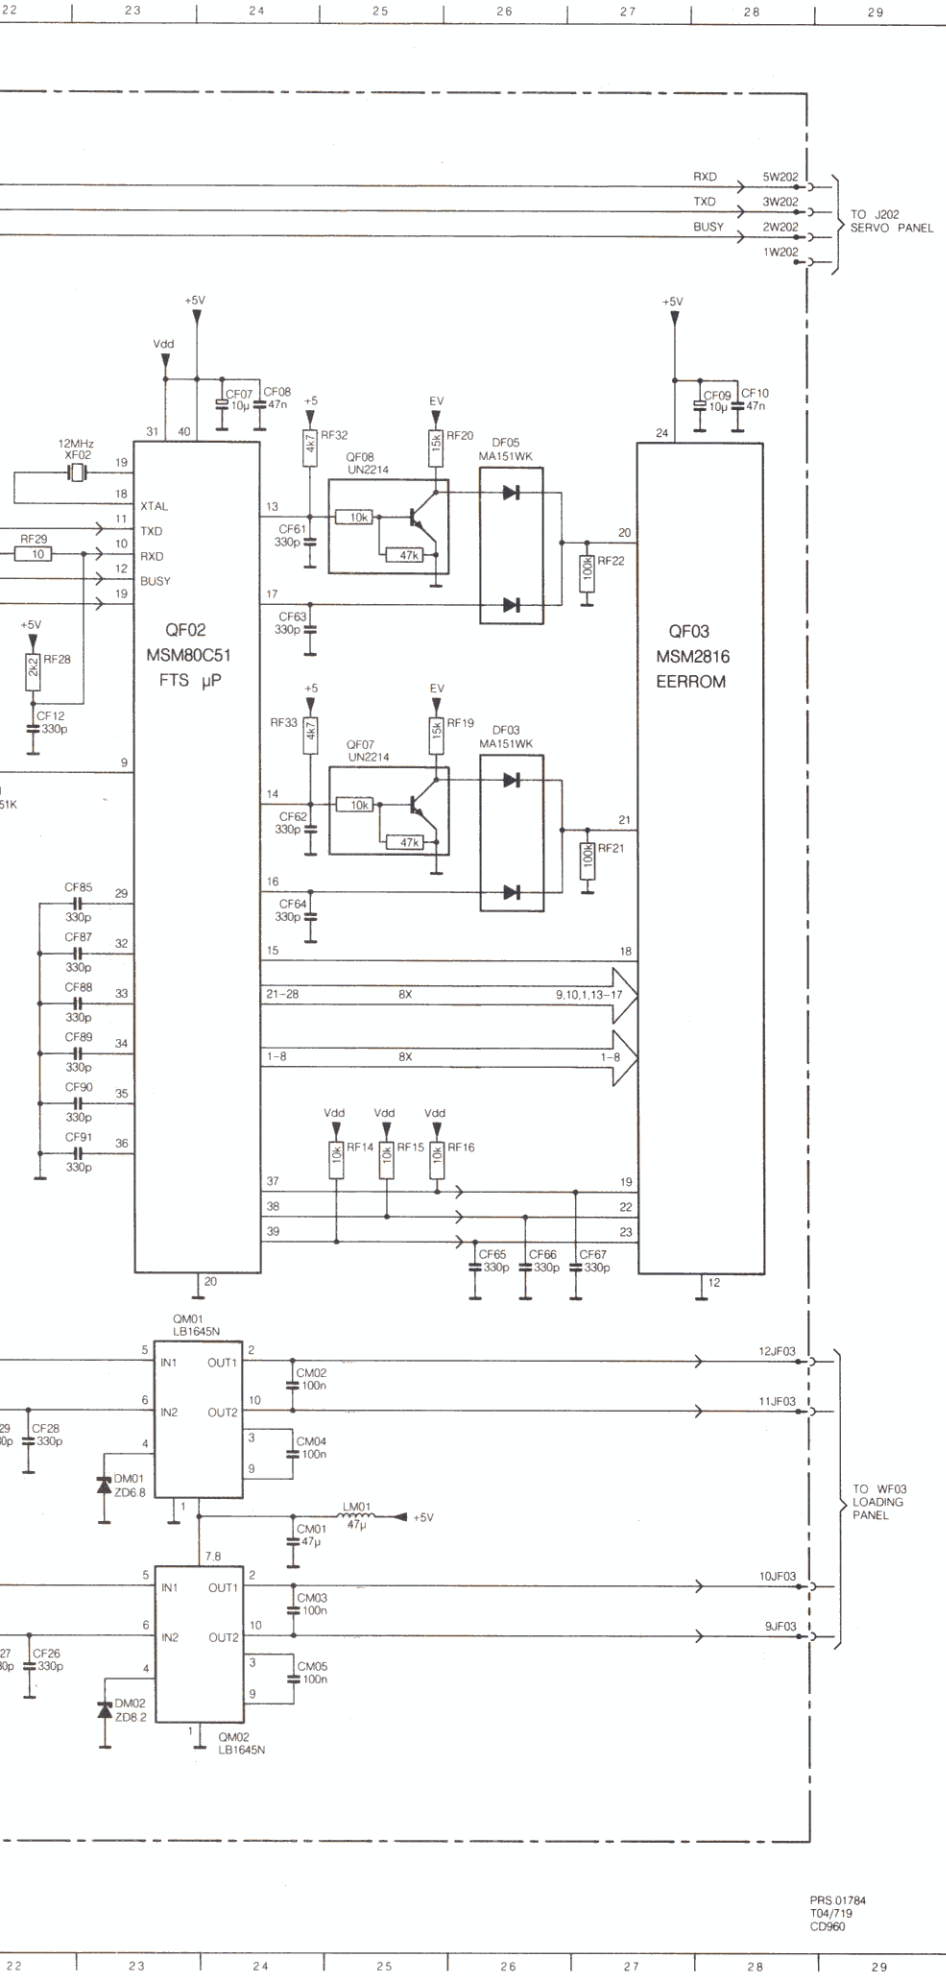 22 23 24 25 26 27 28 29
RXD 5W202
TXD 3W202
BUSY 2W202
1W202
TO J202
SERVO PANEL
+5V
Vdd
CF07
10µ
CF08
47n
31 40
+5V
CF09
10µ
CF10
47n
24
12MHz
XF02
19
18
XTAL
11
TXD
RF29
10
10
RXD
12
BUSY
19
+5V
2k2
RF28
CF12
330p
9
51K
QF02
MSM80C51
FTS µP
+5
4k7
RF32
EV
15k
RF20
QF08
UN2214
DF05
MA151WK
13
10k
47k
CF61
330p
20
100k
RF22
17
CF63
330p
QF03
MSM2816
EERROM
+5
RF33
4k7
EV
15k
RF19
QF07
UN2214
DF03
MA151WK
14
10k
47k
CF62
330p
21
100k
RF21
16
CF64
330p
CF85
330p
29
CF87
330p
32
CF88
330p
33
CF89
330p
34
CF90
330p
35
CF91
330p
36
15 18
21-28 8X 9,10,1,13-17
1-8 8X 1-8
Vdd Vdd Vdd
10k RF14 10k RF15 10k RF16
37 19
38 22
39 23
CF65
330p
CF66
330p
CF67
330p
20
12
QM01
LB1645N
5 IN1 OUT1 2
12JF03
CM02
100n
6 IN2 OUT2 10
11JF03
29
CF28
330p
4
3
9
CM04
100n
DM01
ZD6.8
1
LM01
47µ
+5V
CM01
47µ
TO WF03
LOADING
PANEL
7,8
5 IN1 OUT1 2
10JF03
CM03
100n
6 IN2 OUT2 10
9JF03
27
CF26
330p
4
3
9
CM05
100n
DM02
ZD8.2
1
QM02
LB1645N
PRS.01784
T04/719
CD960
22 23 24 25 26 27 28 29